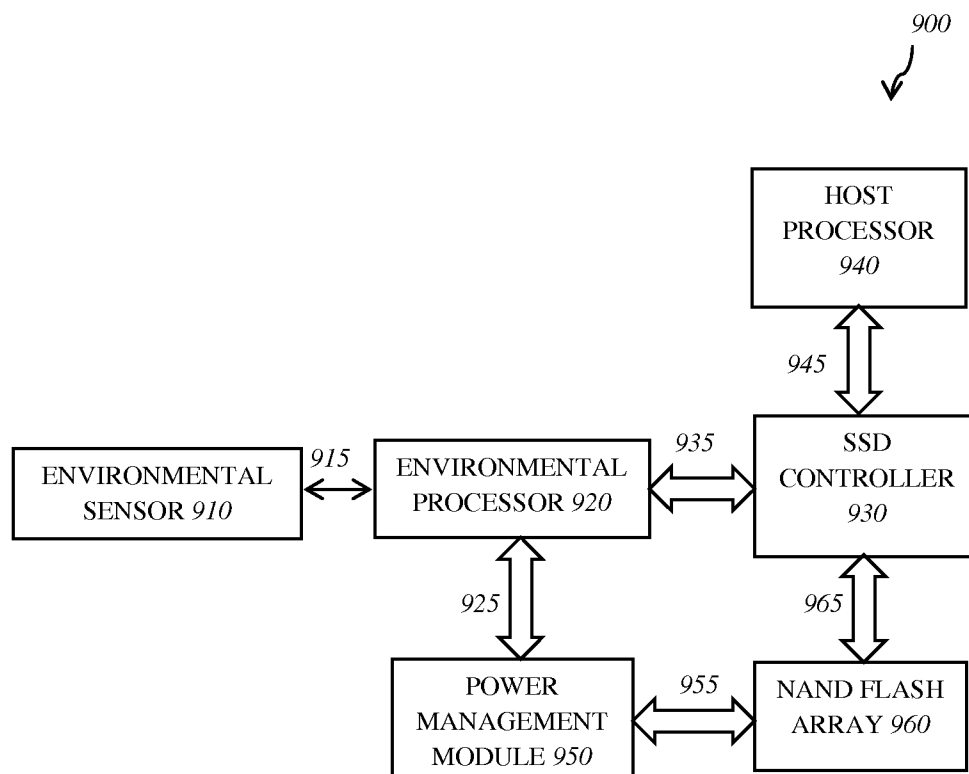 900
HOST
PROCESSOR
940
945
ENVIRONMENTAL
SENSOR 910
915
ENVIRONMENTAL
PROCESSOR 920
935
SSD
CONTROLLER
930
925
965
POWER
MANAGEMENT
MODULE 950
955
NAND FLASH
ARRAY 960